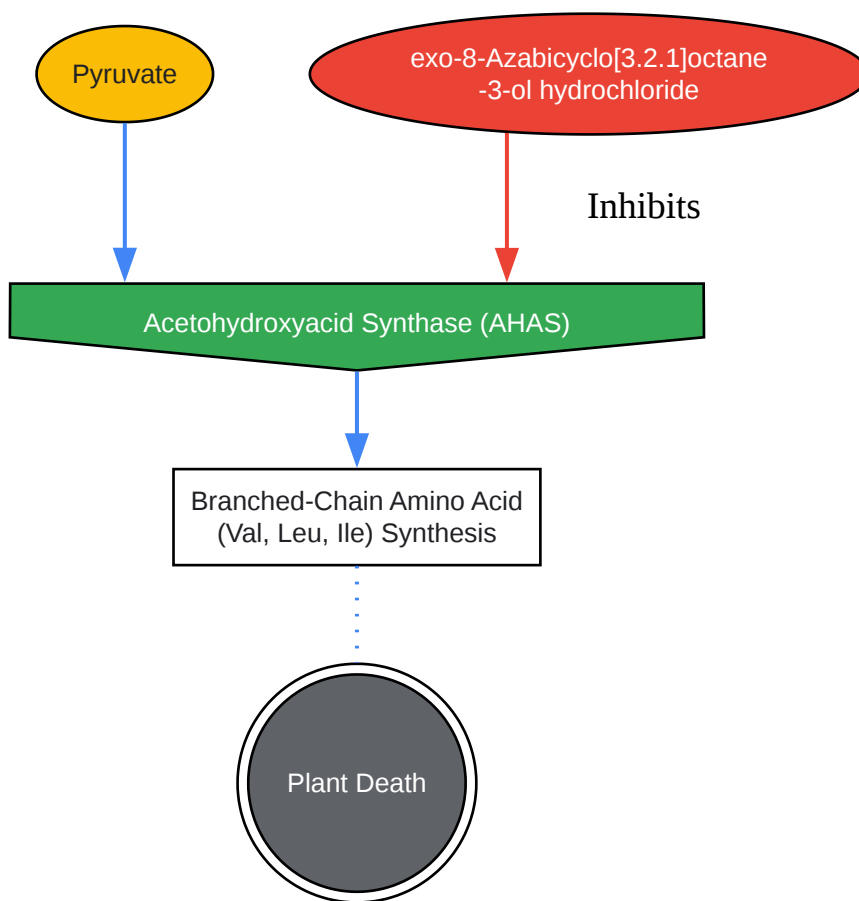 Pyruvate
exo-8-Azabicyclo[3.2.1]octane
-3-ol hydrochloride
Inhibits
Acetohydroxyacid Synthase (AHAS)
Branched-Chain Amino Acid
(Val, Leu, Ile) Synthesis
Plant Death